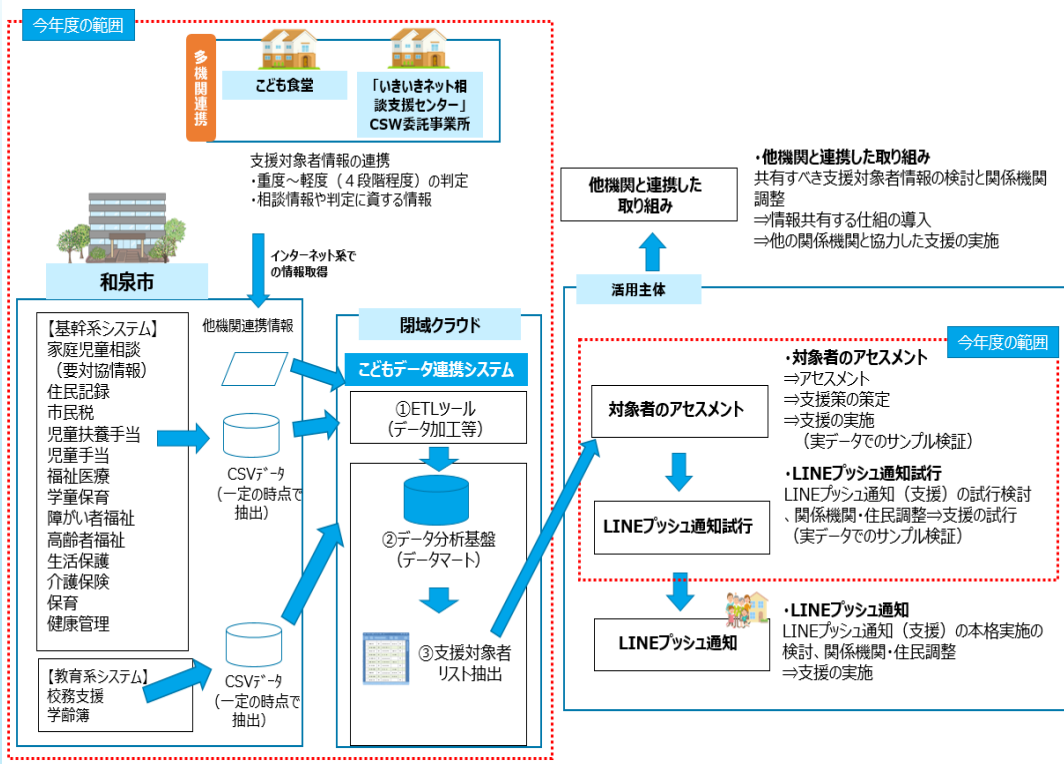 今年度の範囲
多機関連携
こども食堂
「いきいきネット相
談支援センター」
CSW委託事業所
支援対象者情報の連携
・重度～軽度（４段階程度）の判定
・相談情報や判定に資する情報
インターネット系で
の情報取得
和泉市
【基幹系システム】
家庭児童相談
（要対協情報）
住民記録
市民税
児童扶養手当
児童手当
福祉医療
学童保育
障がい者福祉
高齢者福祉
生活保護
介護保険
保育
健康管理
【教育系システム】
校務支援
学齢簿
他機関連携情報
CSVﾃﾞｰﾀ
（一定の時点で
抽出）
CSVﾃﾞｰﾀ
（一定の時点で
抽出）
閉域クラウド
こどもデータ連携システム
①ETLツール
（データ加工等）
②データ分析基盤
（データマート）
③支援対象者
リスト抽出
他機関と連携した
取り組み
・他機関と連携した取り組み
共有すべき支援対象者情報の検討と関係機関
調整
⇒情報共有する仕組の導入
⇒他の関係機関と協力した支援の実施
活用主体
今年度の範囲
対象者のアセスメント
・対象者のアセスメント
⇒アセスメント
⇒支援策の策定
⇒支援の実施
（実データでのサンプル検証）
LINEプッシュ通知試行
・LINEプッシュ通知試行
LINEプッシュ通知（支援）の試行検討
、関係機関・住民調整⇒支援の試行
（実データでのサンプル検証）
LINEプッシュ通知
・LINEプッシュ通知
LINEプッシュ通知（支援）の本格実施の
検討、関係機関・住民調整
⇒支援の実施